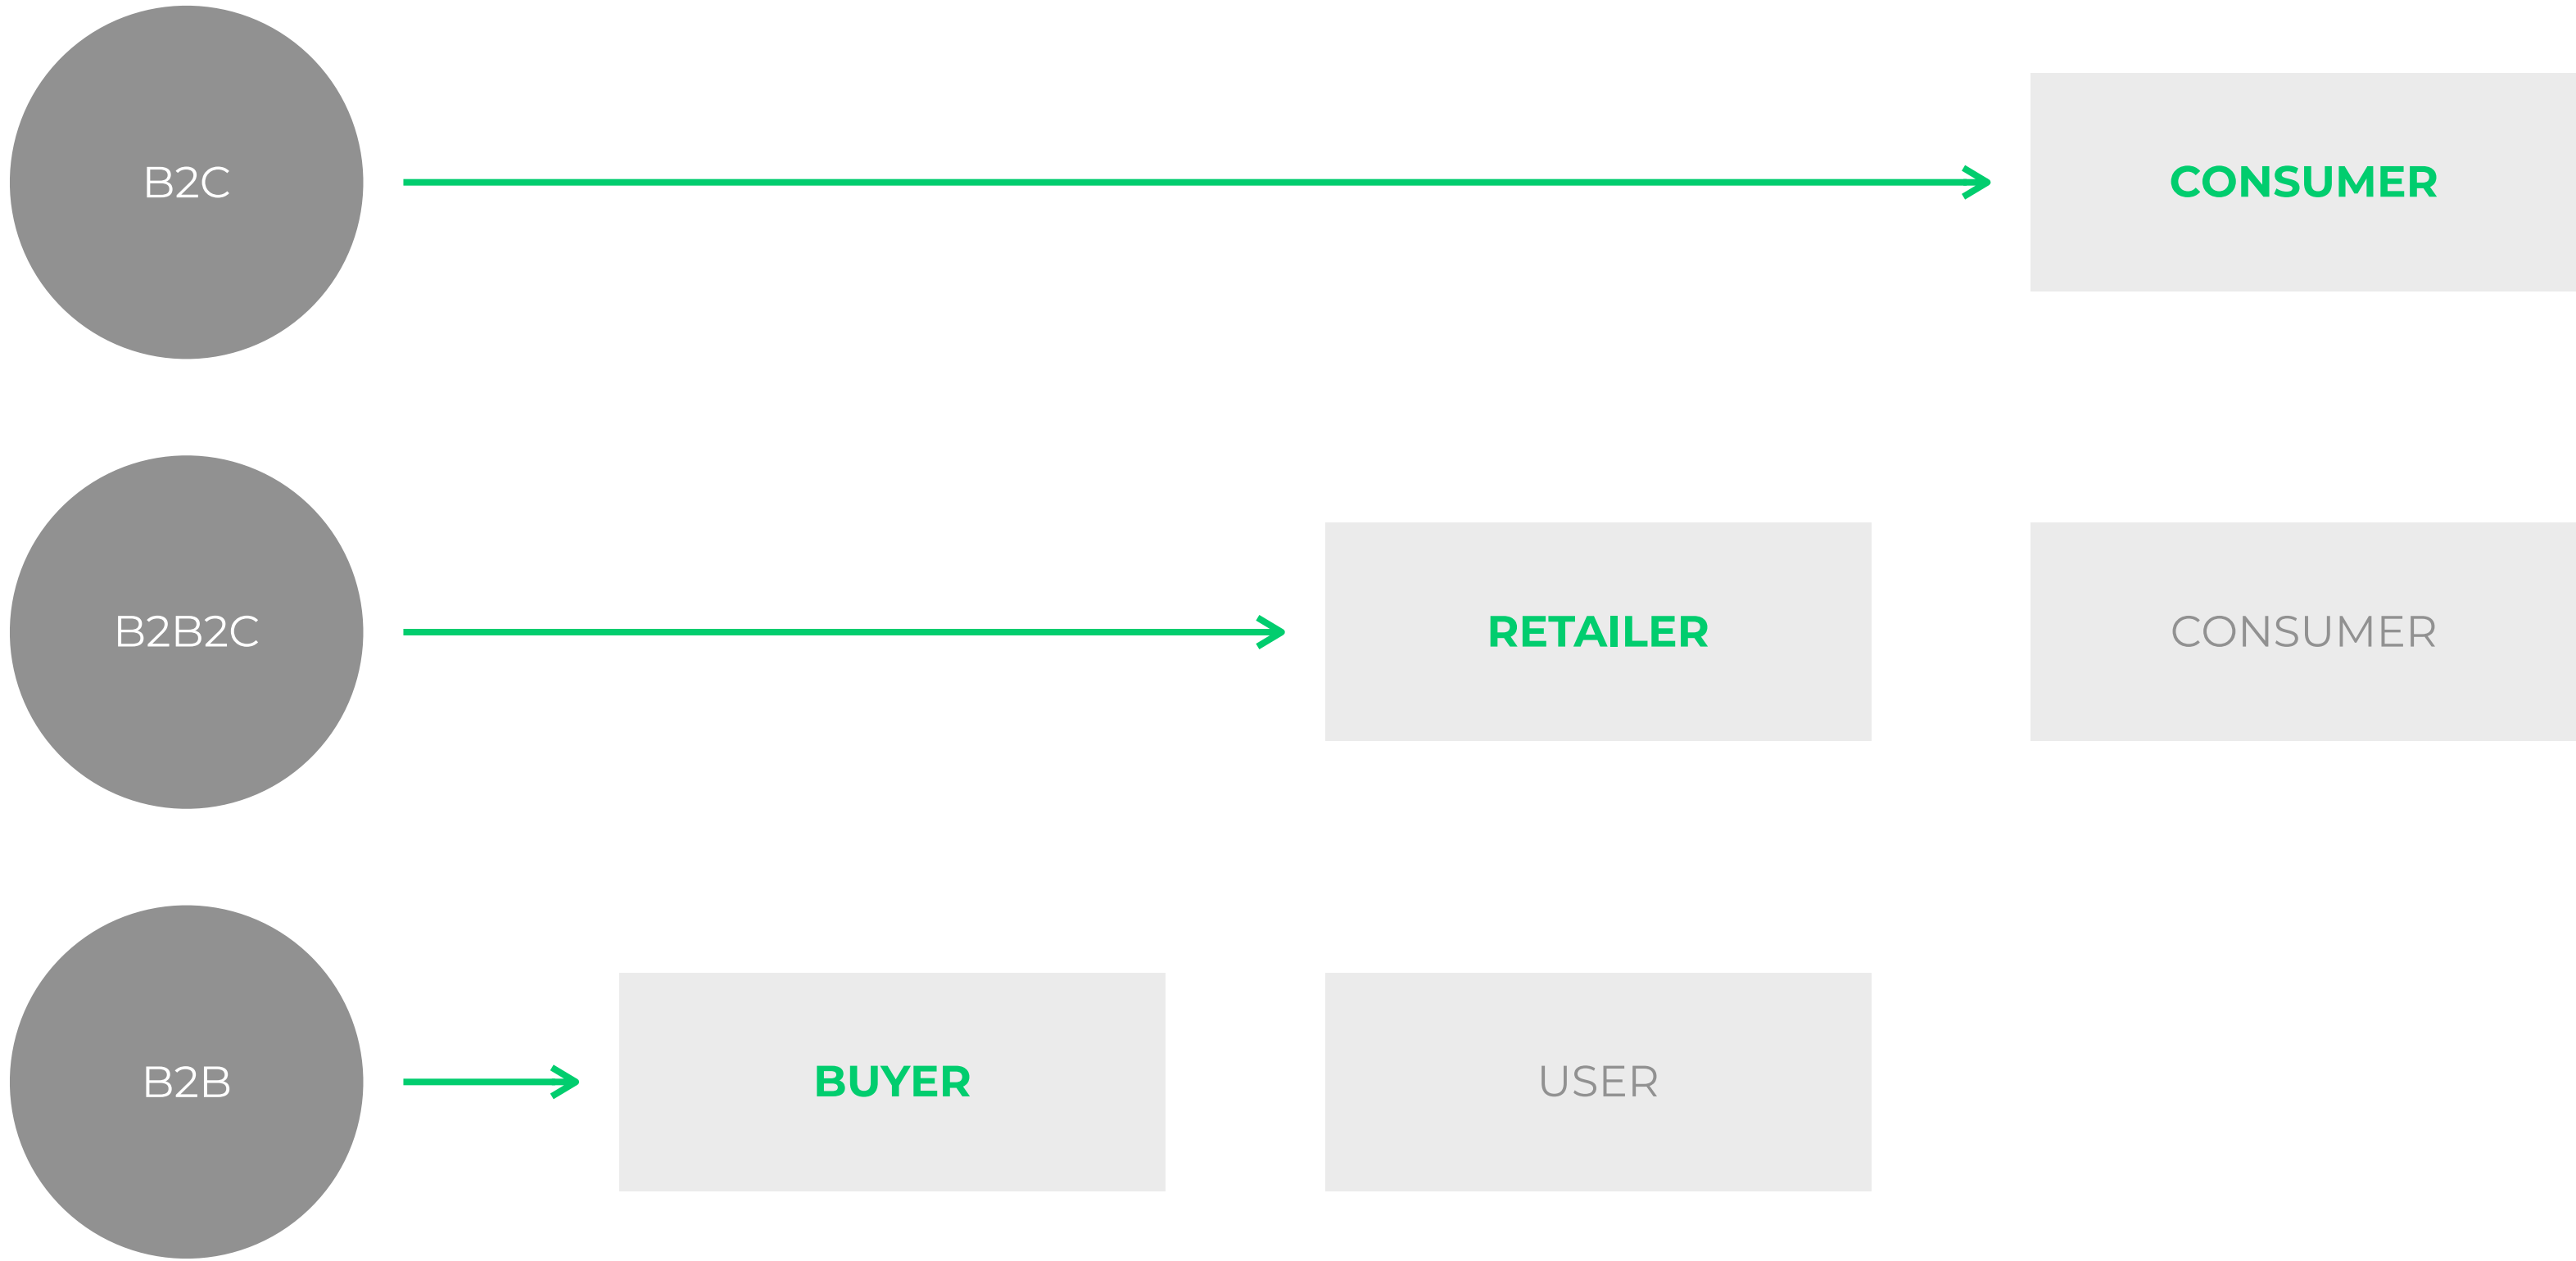 B2C
CONSUMER
B2B2C
RETAILER
CONSUMER
B2B
BUYER
USER